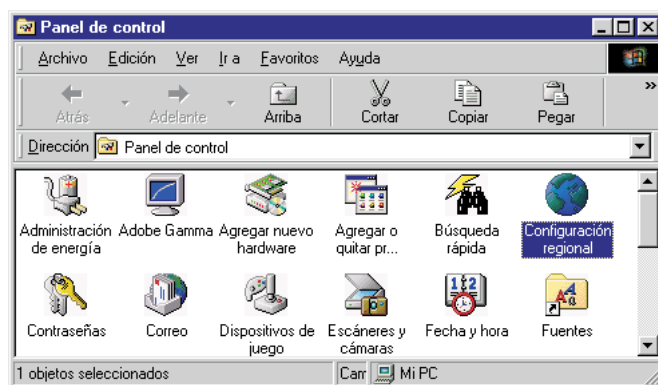 Panel de control
Archivo Edición Ver Ir a Favoritos Ayuda
Atrás Adelante Arriba Cortar Copiar Pegar »
Dirección Panel de control
Administración de energía
Adobe Gamma
Agregar nuevo hardware
Agregar o quitar pr...
Búsqueda rápida
Configuración regional
Contraseñas
Correo
Dispositivos de juego
Escáneres y cámaras
Fecha y hora
Fuentes
1 objetos seleccionados Mi PC